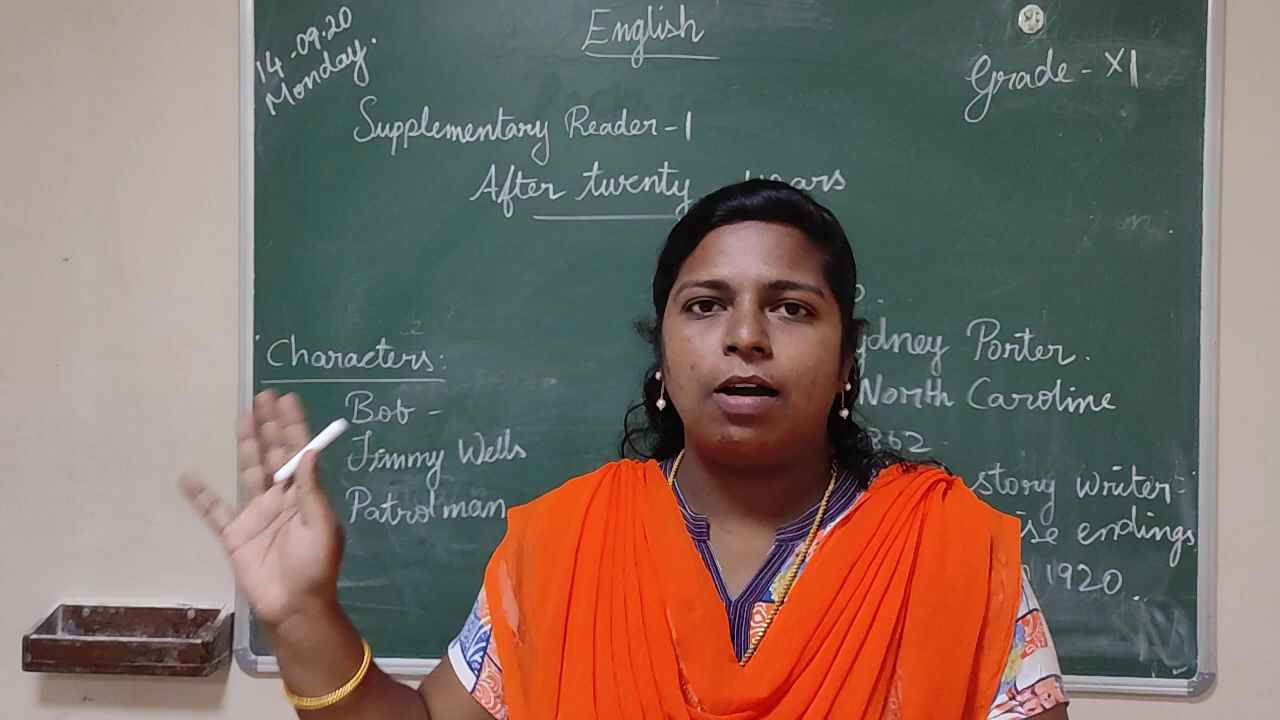 14-09-20
Monday.
English
Grade - XI
Supplementary Reader-1
After twenty
Characters:
Bob -
Jimmy Wells
Patrolman
Porter.
North Caroline
story writer
endings
1920